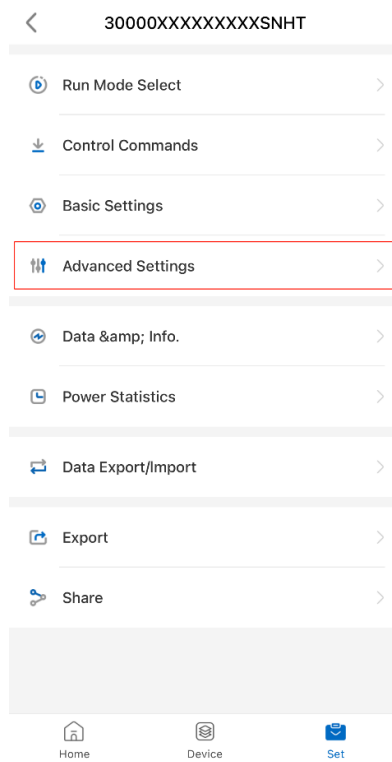 30000XXXXXXXXXSNHT
Run Mode Select
Control Commands
Basic Settings
Advanced Settings
Data &amp; Info.
Power Statistics
Data Export/Import
Export
Share
Home
Device
Set